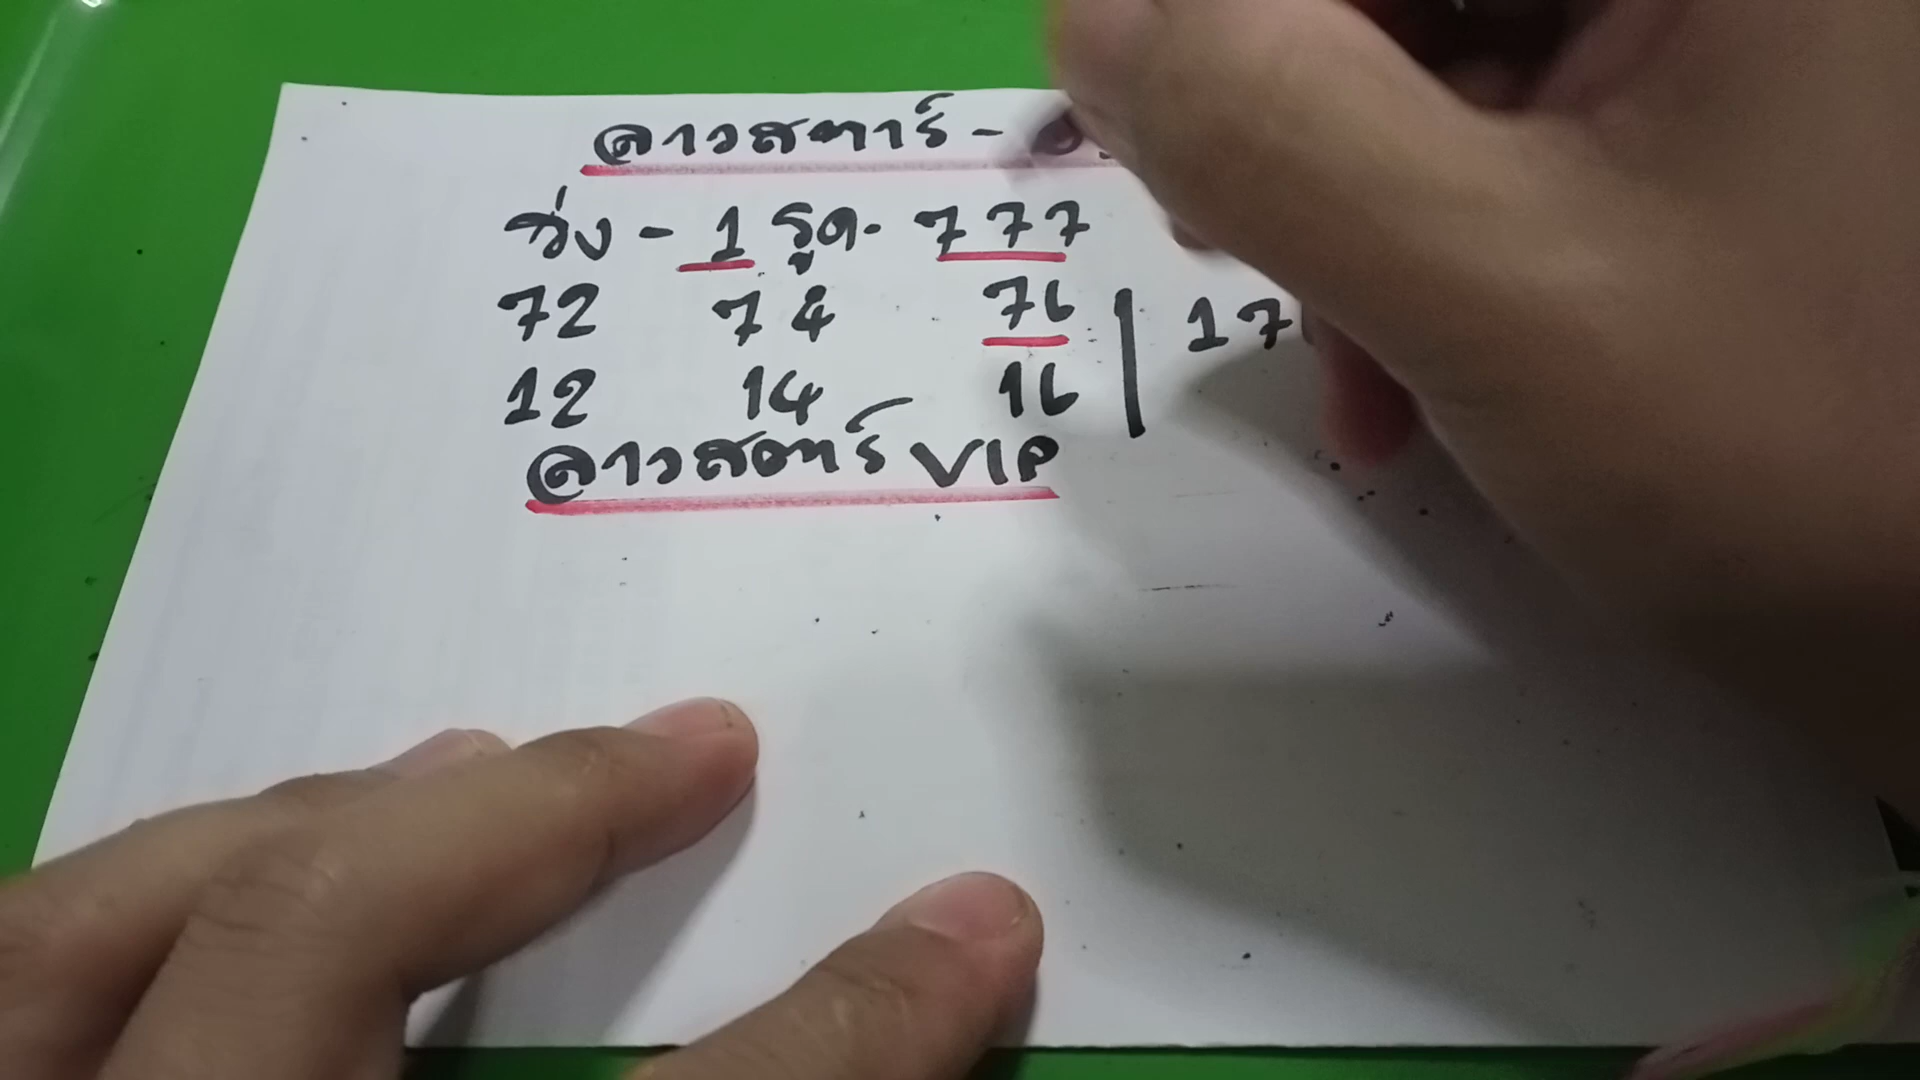 ลาวสตาร์ -
วิ่ง - 1 รูด - 777
72 74 76 | 17
12 14 16
ลาวสตาร์ VIP